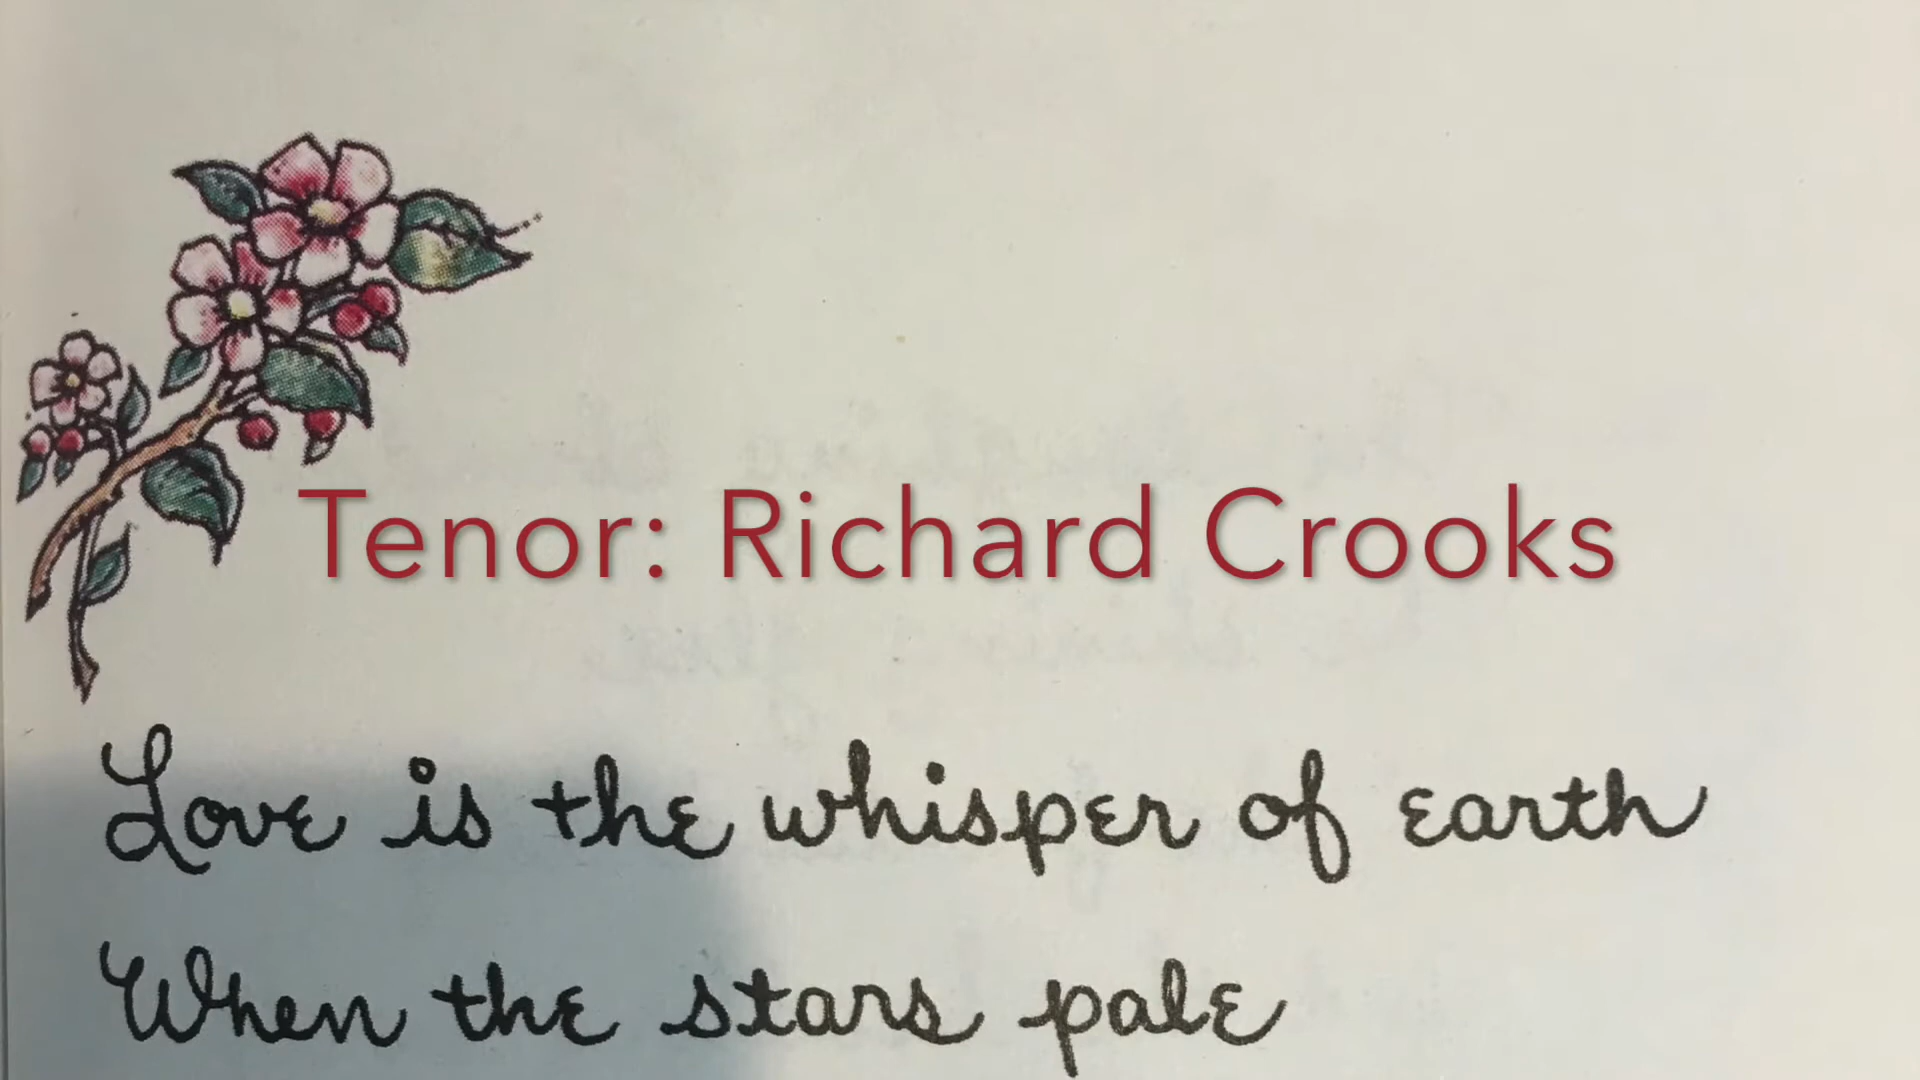 Tenor: Richard Crooks
Love is the whisper of earth
When the stars pale